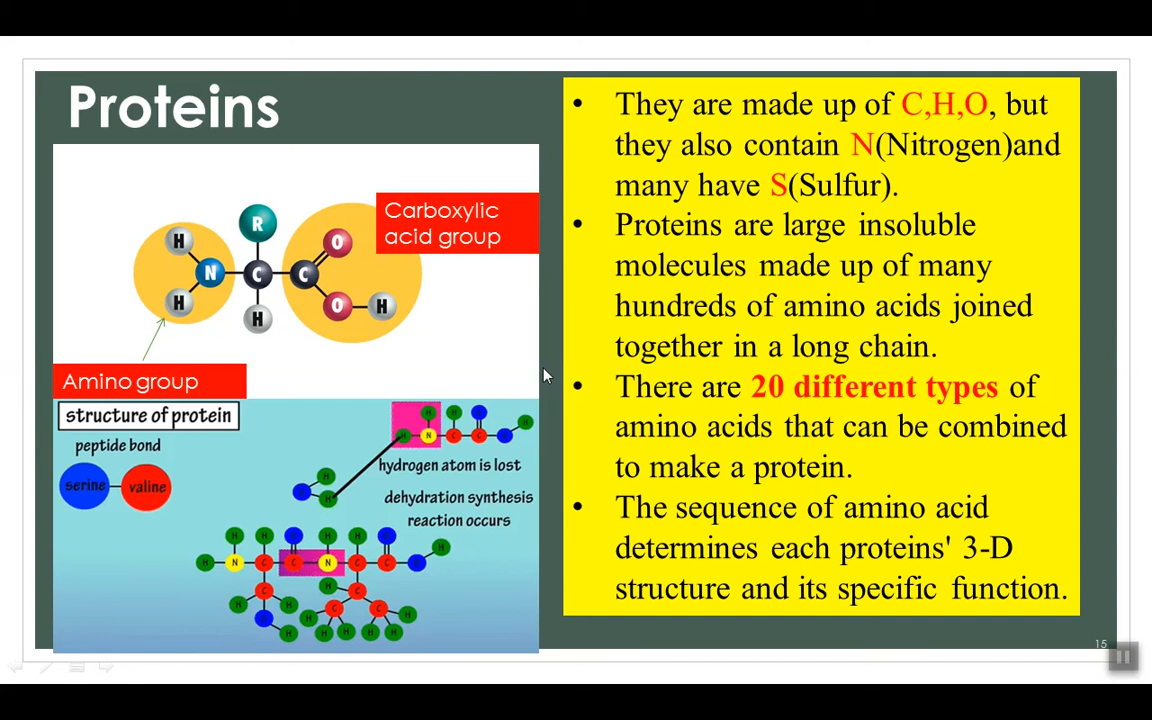 Proteins
R
Carboxylic
acid group
H
O
N
C
C
H
O
H
H
Amino group
structure of protein
peptide bond
serine
valine
hydrogen atom is lost
dehydration synthesis
reaction occurs
• They are made up of C,H,O, but
they also contain N(Nitrogen)and
many have S(Sulfur).
• Proteins are large insoluble
molecules made up of many
hundreds of amino acids joined
together in a long chain.
• There are 20 different types of
amino acids that can be combined
to make a protein.
• The sequence of amino acid
determines each proteins' 3-D
structure and its specific function.
15